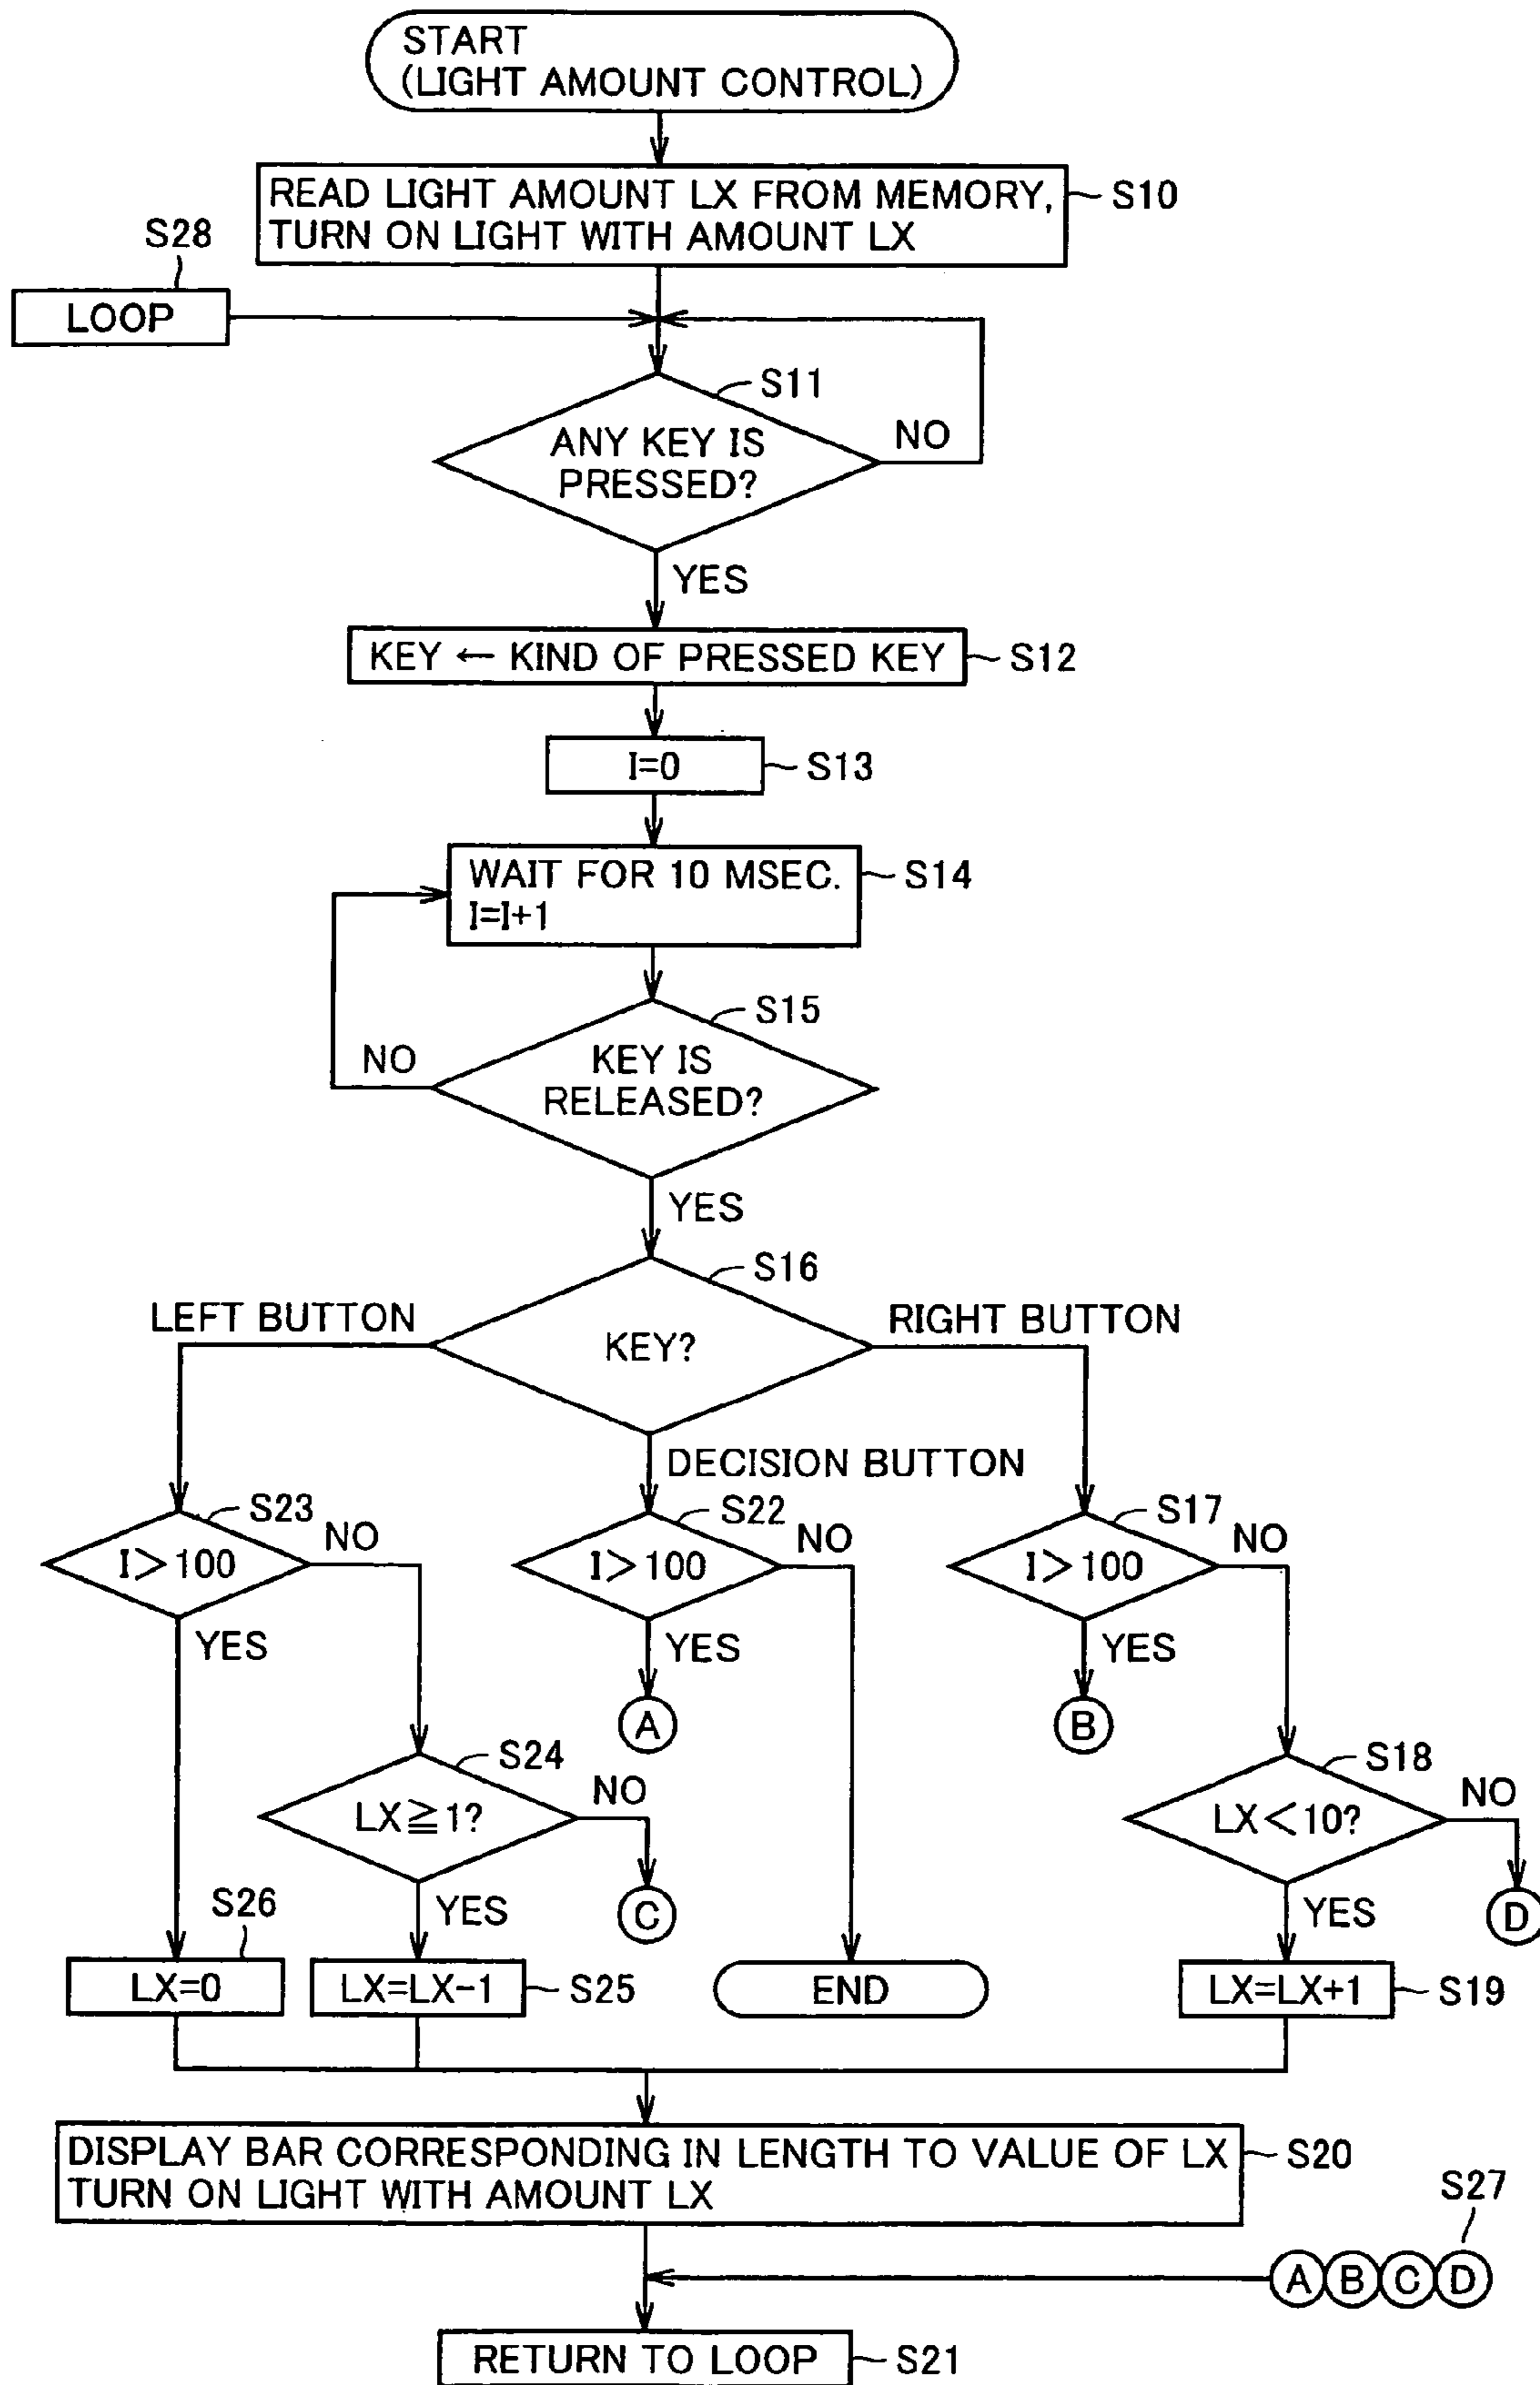 START
(LIGHT AMOUNT CONTROL)
READ LIGHT AMOUNT LX FROM MEMORY,
TURN ON LIGHT WITH AMOUNT LX
S10
S28
LOOP
S11
ANY KEY IS
PRESSED?
NO
YES
KEY ← KIND OF PRESSED KEY
S12
I=0
S13
WAIT FOR 10 MSEC.
I=I+1
S14
S15
KEY IS
RELEASED?
NO
YES
S16
KEY?
LEFT BUTTON
RIGHT BUTTON
DECISION BUTTON
S23
I>100
NO
YES
S22
I>100
NO
YES
A
S17
I>100
NO
YES
B
S24
LX≧1?
NO
C
YES
S18
LX<10?
NO
D
YES
S26
LX=0
LX=LX-1
S25
END
LX=LX+1
S19
DISPLAY BAR CORRESPONDING IN LENGTH TO VALUE OF LX
TURN ON LIGHT WITH AMOUNT LX
S20
S27
A B C D
RETURN TO LOOP
S21